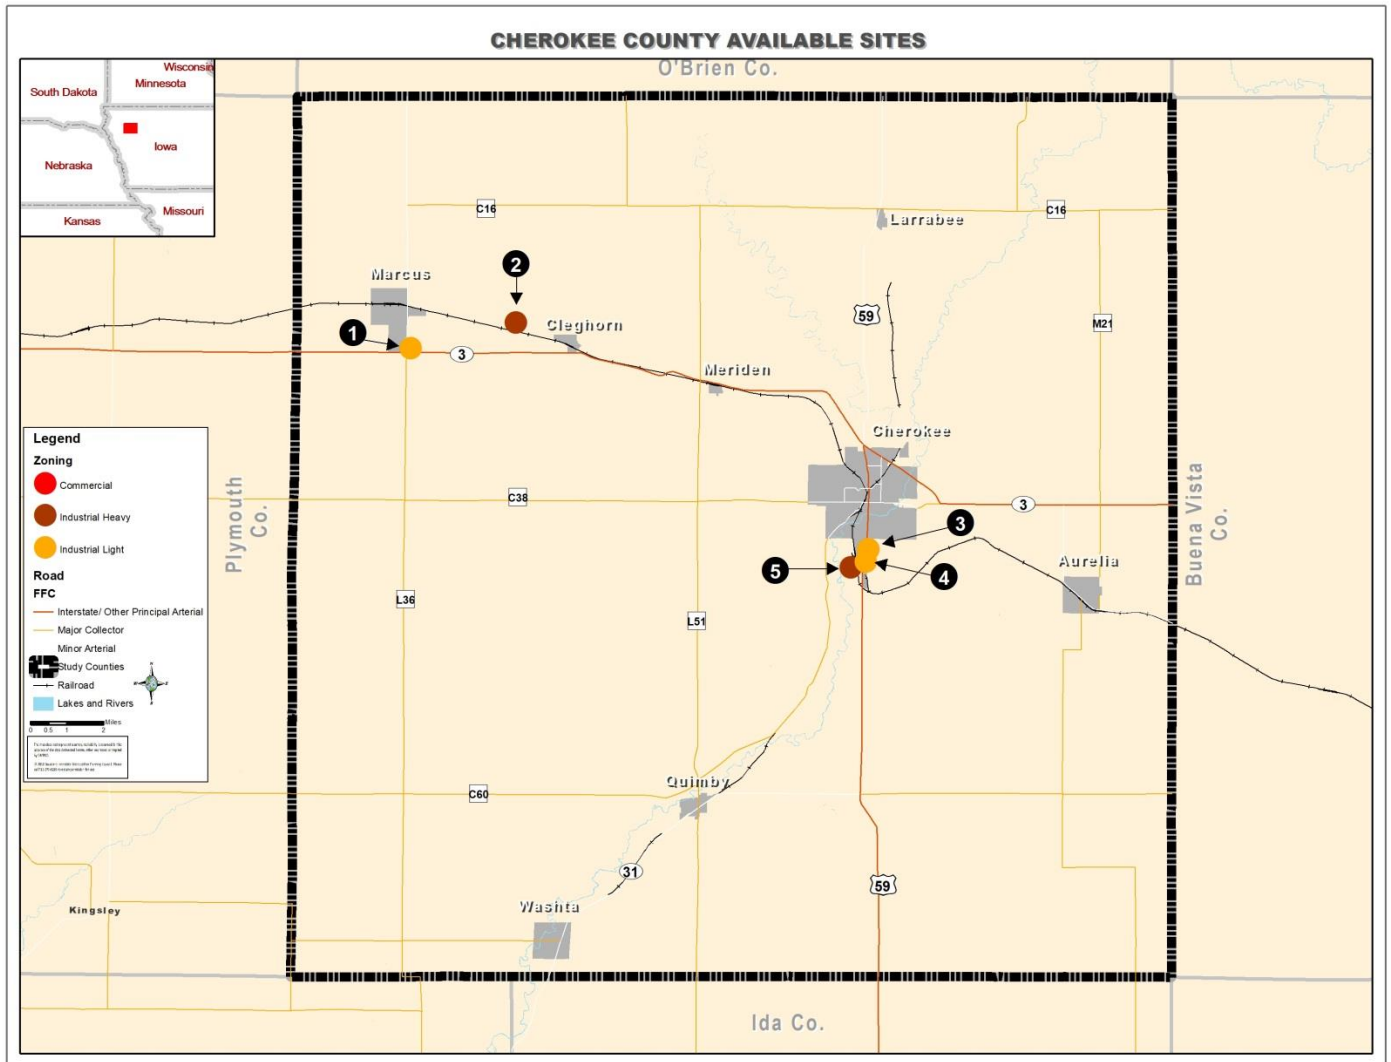 CHEROKEE COUNTY AVAILABLE SITES
O'Brien Co.
Wisconsin
Minnesota
South Dakota
Iowa
Nebraska
Missouri
Kansas
C16
C16
Larrabee
2
Marcus
59
M21
1
Cleghorn
3
Meriden
Cherokee
Legend
Zoning
Commercial
Industrial Heavy
Industrial Light
Road
FFC
Interstate/ Other Principal Arterial
Major Collector
Minor Arterial
Study Counties
Railroad
Lakes and Rivers
Miles
0 0.5 1 2
Plymouth
Co.
C38
3
Buena Vista
Co.
3
5
4
Aurelia
L36
L51
Quimby
C60
31
59
Kingsley
Washta
Ida Co.